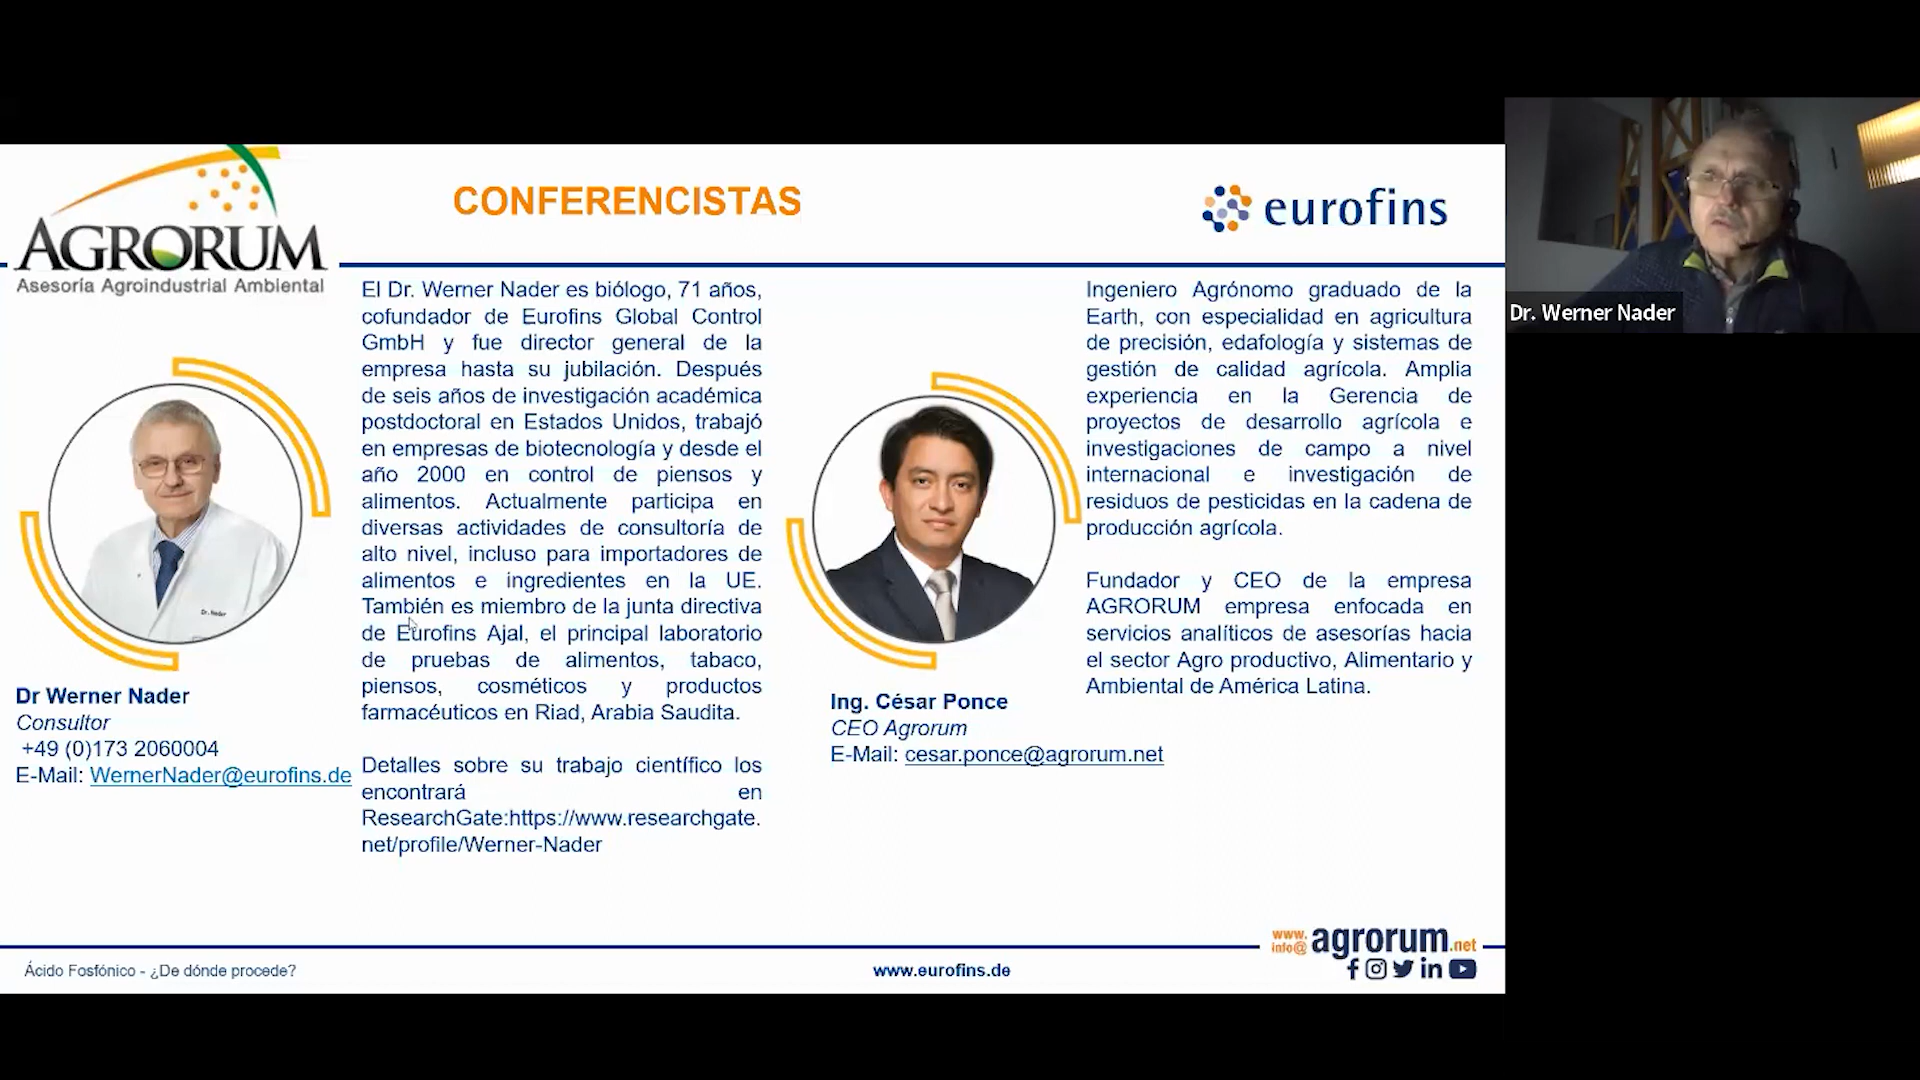 AGRORUM
Asesoría Agroindustrial Ambiental
CONFERENCISTAS
eurofins
Dr Werner Nader
Consultor
+49 (0)173 2060004
E-Mail: WernerNader@eurofins.de
El Dr. Werner Nader es biólogo, 71 años,
cofundador de Eurofins Global Control
GmbH y fue director general de la
empresa hasta su jubilación. Después
de seis años de investigación académica
postdoctoral en Estados Unidos, trabajó
en empresas de biotecnología y desde el
año 2000 en control de piensos y
alimentos. Actualmente participa en
diversas actividades de consultoría de
alto nivel, incluso para importadores de
alimentos e ingredientes en la UE.
También es miembro de la junta directiva
de Eurofins Ajal, el principal laboratorio
de pruebas de alimentos, tabaco,
piensos, cosméticos y productos
farmacéuticos en Riad, Arabia Saudita.
Detalles sobre su trabajo científico los
encontrará en
ResearchGate:https://www.researchgate.
net/profile/Werner-Nader
Ing. César Ponce
CEO Agrorum
E-Mail: cesar.ponce@agrorum.net
Ingeniero Agrónomo graduado de la
Earth, con especialidad en agricultura
de precisión, edafología y sistemas de
gestión de calidad agrícola. Amplia
experiencia en la Gerencia de
proyectos de desarrollo agrícola e
investigaciones de campo a nivel
internacional e investigación de
residuos de pesticidas en la cadena de
producción agrícola.
Fundador y CEO de la empresa
AGRORUM empresa enfocada en
servicios analíticos de asesorías hacia
el sector Agro productivo, Alimentario y
Ambiental de América Latina.
Dr. Nader
Dr. Werner Nader
Ácido Fosfónico - ¿De dónde procede?
www.eurofins.de
www.
info@ agrorum.net